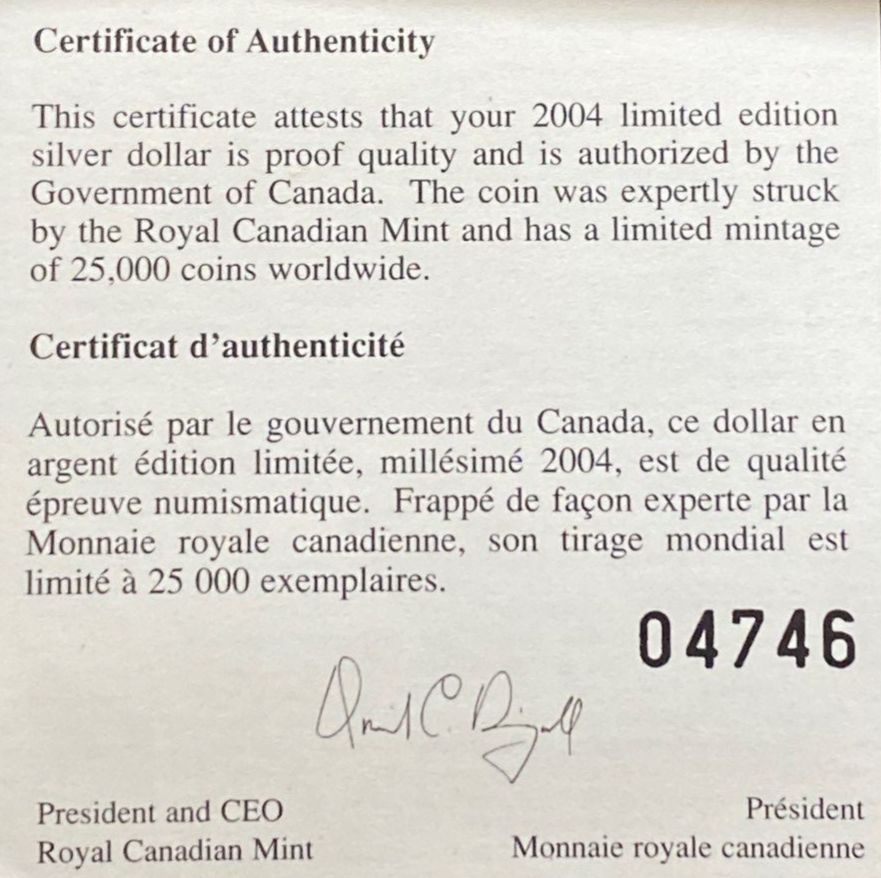 Certificate of Authenticity
This certificate attests that your 2004 limited edition
silver dollar is proof quality and is authorized by the
Government of Canada. The coin was expertly struck
by the Royal Canadian Mint and has a limited mintage
of 25,000 coins worldwide.
Certificat d'authenticité
Autorisé par le gouvernement du Canada, ce dollar en
argent édition limitée, millésimé 2004, est de qualité
épreuve numismatique. Frappé de façon experte par la
Monnaie royale canadienne, son tirage mondial est
limité à 25 000 exemplaires.
04746
President and CEO Président
Royal Canadian Mint Monnaie royale canadienne